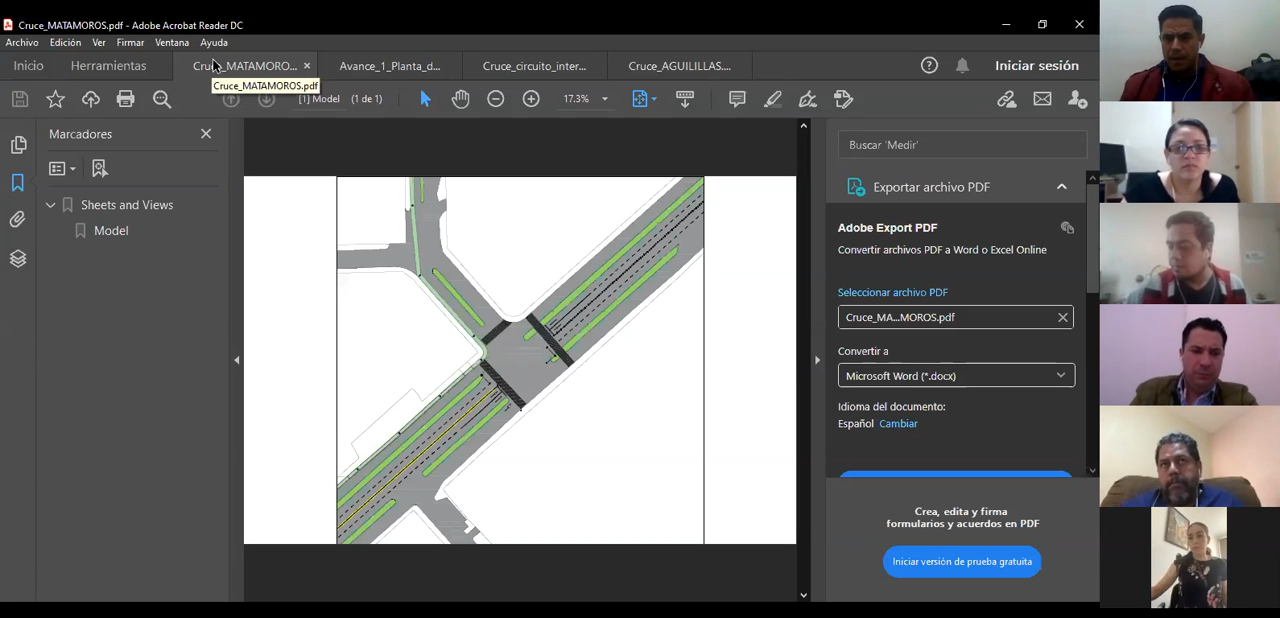 Cruce_MATAMOROS.pdf - Adobe Acrobat Reader DC
Archivo Edición Ver Firmar Ventana Ayuda
Inicio Herramientas Cruce_MATAMORO... × Avance_1_Planta_d... Cruce_circuito_inter... Cruce_AGUILILLAS.... Iniciar sesión
Cruce_MATAMOROS.pdf
[1] Model (1 de 1) 17.3%
Marcadores
Sheets and Views
Model
Buscar 'Medir'
Exportar archivo PDF
Adobe Export PDF
Convertir archivos PDF a Word o Excel Online
Seleccionar archivo PDF
Cruce_MA...MOROS.pdf
Convertir a
Microsoft Word (*.docx)
Idioma del documento:
Español Cambiar
Crea, edita y firma
formularios y acuerdos en PDF
Iniciar versión de prueba gratuita